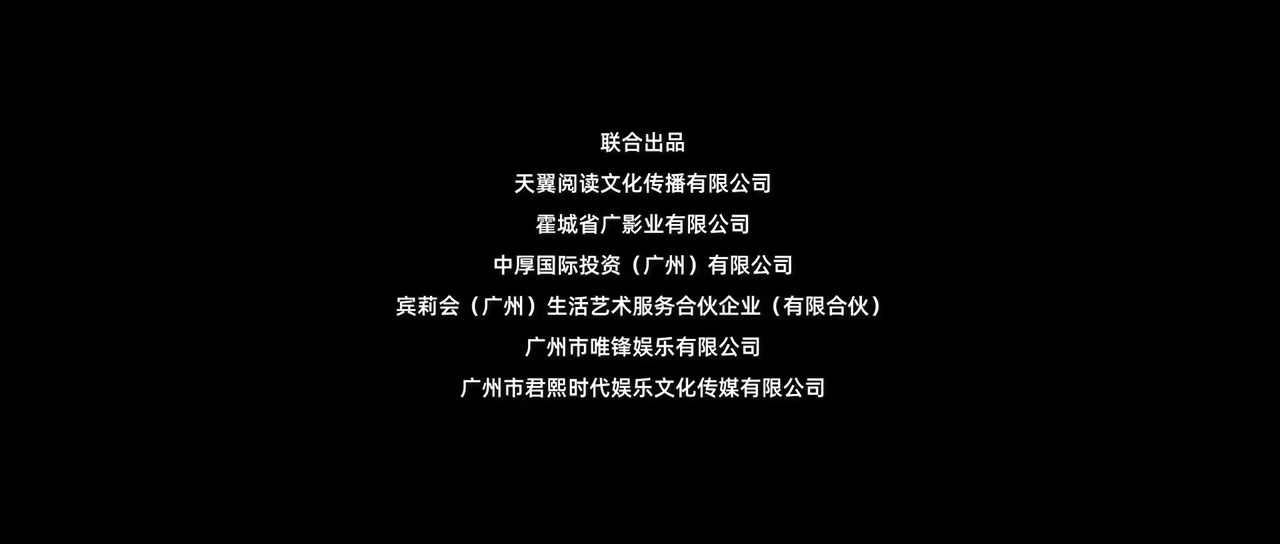 联合出品
天翼阅读文化传播有限公司
霍城省广影业有限公司
中厚国际投资（广州）有限公司
宾莉会（广州）生活艺术服务合伙企业（有限合伙）
广州市唯锋娱乐有限公司
广州市君熙时代娱乐文化传媒有限公司